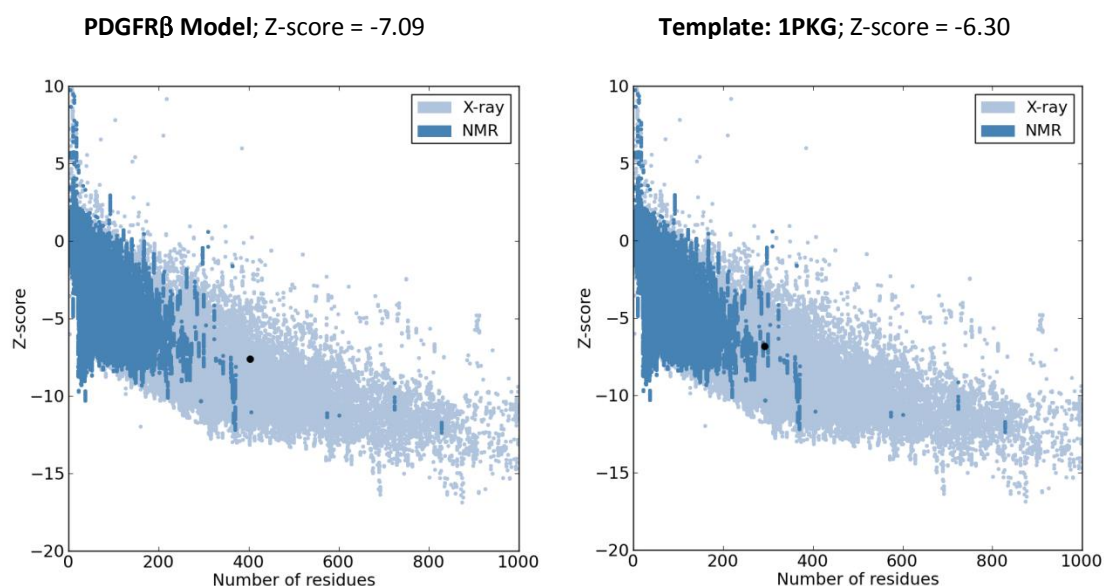 PDGFRβ Model; Z-score = -7.09
10
5
0
−5
−10
−15
−20
Z-score
X-ray
NMR
0 200 400 600 800 1000
Number of residues
Template: 1PKG; Z-score = -6.30
10
5
0
−5
−10
−15
−20
Z-score
X-ray
NMR
0 200 400 600 800 1000
Number of residues